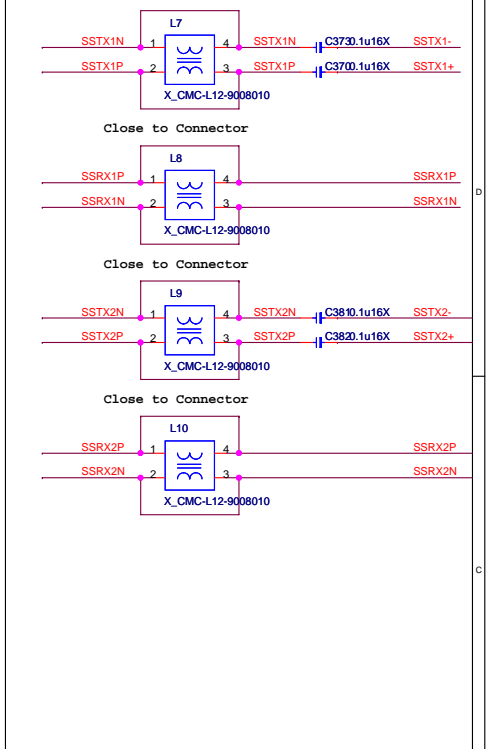 L7
SSTX1N 1 4 SSTX1N C373 0.1u16X SSTX1-
SSTX1P 2 3 SSTX1P C370 0.1u16X SSTX1+
X_CMC-L12-9008010
Close to Connector
L8
SSRX1P 1 4 SSRX1P
D
SSRX1N 2 3 SSRX1N
X_CMC-L12-9008010
Close to Connector
L9
SSTX2N 1 4 SSTX2N C381 0.1u16X SSTX2-
SSTX2P 2 3 SSTX2P C382 0.1u16X SSTX2+
X_CMC-L12-9008010
Close to Connector
L10
SSRX2P 1 4 SSRX2P
SSRX2N 2 3 SSRX2N
X_CMC-L12-9008010
C